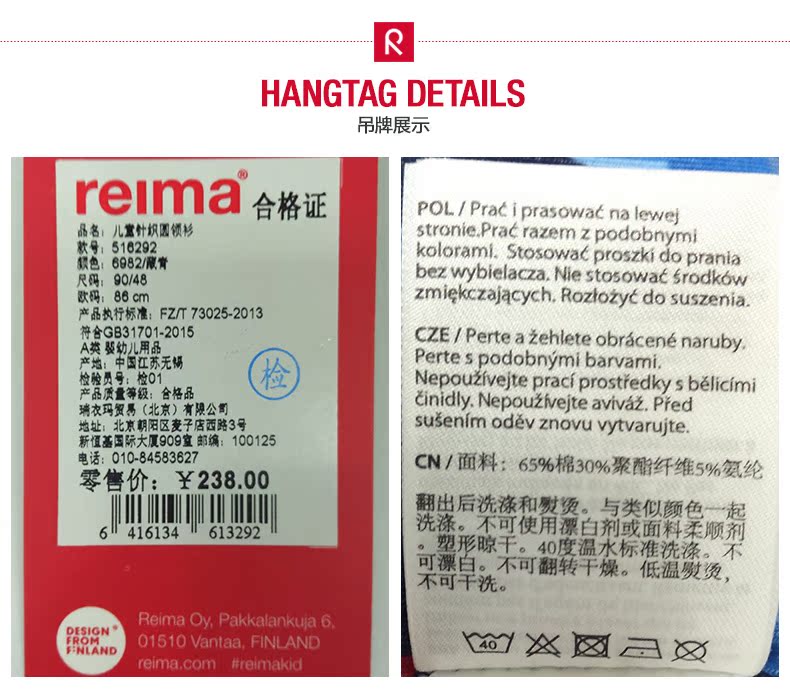 R
HANGTAG DETAILS
吊牌展示
reima® 合格证
品名：儿童针织圆领衫
款号：516292
颜色：6982/藏青
尺码：90/48
欧码：86 cm
产品执行标准：FZ/T 73025-2013
符合GB31701-2015
A类 婴幼儿用品
产地：中国江苏无锡
检验员号：检01
产品质量等级：合格品
瑞衣玛贸易（北京）有限公司
地址：北京朝阳区麦子店西路3号
新恒基国际大厦909室 邮编：100125
电话：010-84583627
零售价：￥238.00
6 416134 613292
检
DESIGN
FROM
FINLAND
Reima Oy, Pakkalankuja 6,
01510 Vantaa, FINLAND
reima.com #reimakid
POL / Prać i prasować na lewej
stronie.Prać razem z podobnymi
kolorami. Stosować proszki do prania
bez wybielacza. Nie stosować środków
zmiękczających. Rozłożyć do suszenia.
CZE / Perte a žehlete obrácené naruby.
Perte s podobnými barvami.
Nepoužívejte prací prostředky s bělicími
činidly. Nepoužívejte aviváž. Před
sušením oděv znovu vytvarujte.
CN / 面料：65%棉30%聚酯纤维5%氨纶
翻出后洗涤和熨烫。与类似颜色一起
洗涤。不可使用漂白剂或面料柔顺剂
。塑形晾干。40度温水标准洗涤。不
可漂白。不可翻转干燥。低温熨烫，
不可干洗。
40